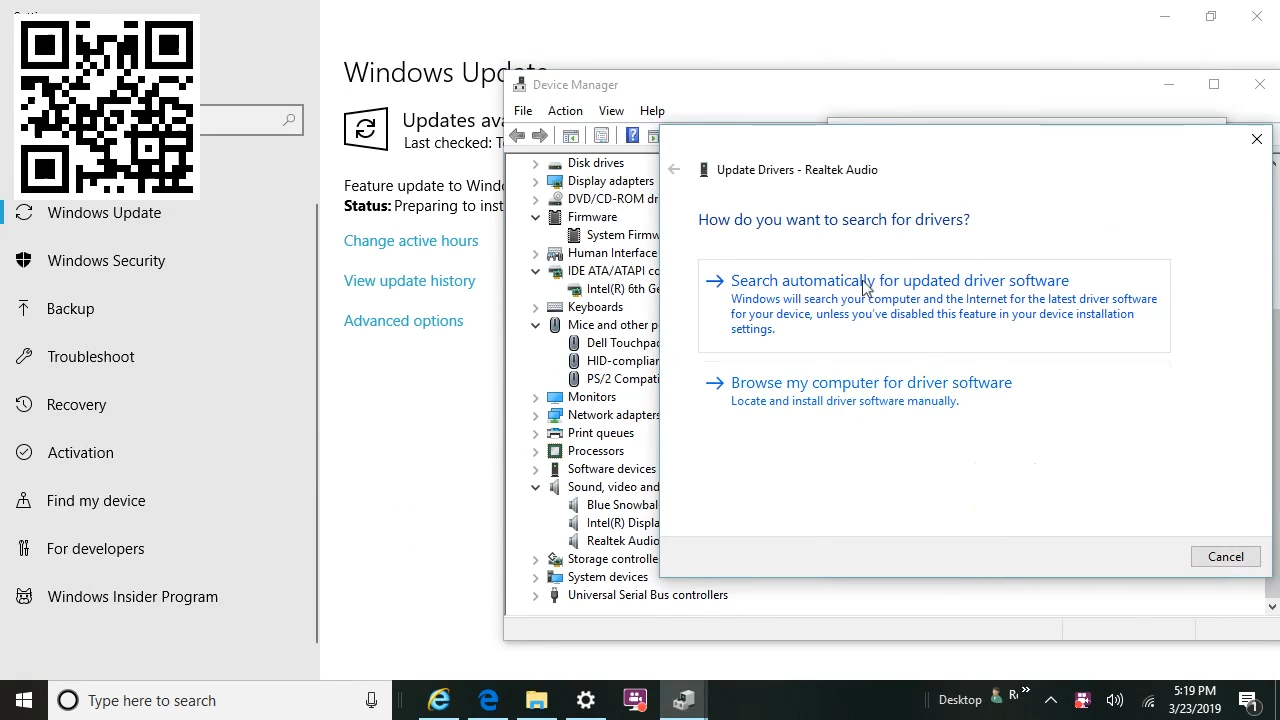 Windows Update
Updates ava
Last checked: T
Feature update to Wind
Status: Preparing to inst
Change active hours
View update history
Advanced options
Windows Update
Windows Security
Backup
Troubleshoot
Recovery
Activation
Find my device
For developers
Windows Insider Program
Device Manager
File Action View Help
Disk drives
Display adapters
DVD/CD-ROM dr
Firmware
System Firmw
Human Interface
IDE ATA/ATAPI co
Intel(R) 6th Ge
Keyboards
Mice and other p
Dell Touchpa
HID-complian
PS/2 Compati
Monitors
Network adapters
Print queues
Processors
Software devices
Sound, video and
Blue Snowbal
Intel(R) Displa
Realtek Audio
Storage controlle
System devices
Universal Serial Bus controllers
Update Drivers - Realtek Audio
How do you want to search for drivers?
Search automatically for updated driver software
Windows will search your computer and the Internet for the latest driver software
for your device, unless you've disabled this feature in your device installation
settings.
Browse my computer for driver software
Locate and install driver software manually.
Cancel
Type here to search
Desktop
5:19 PM
3/23/2019
1